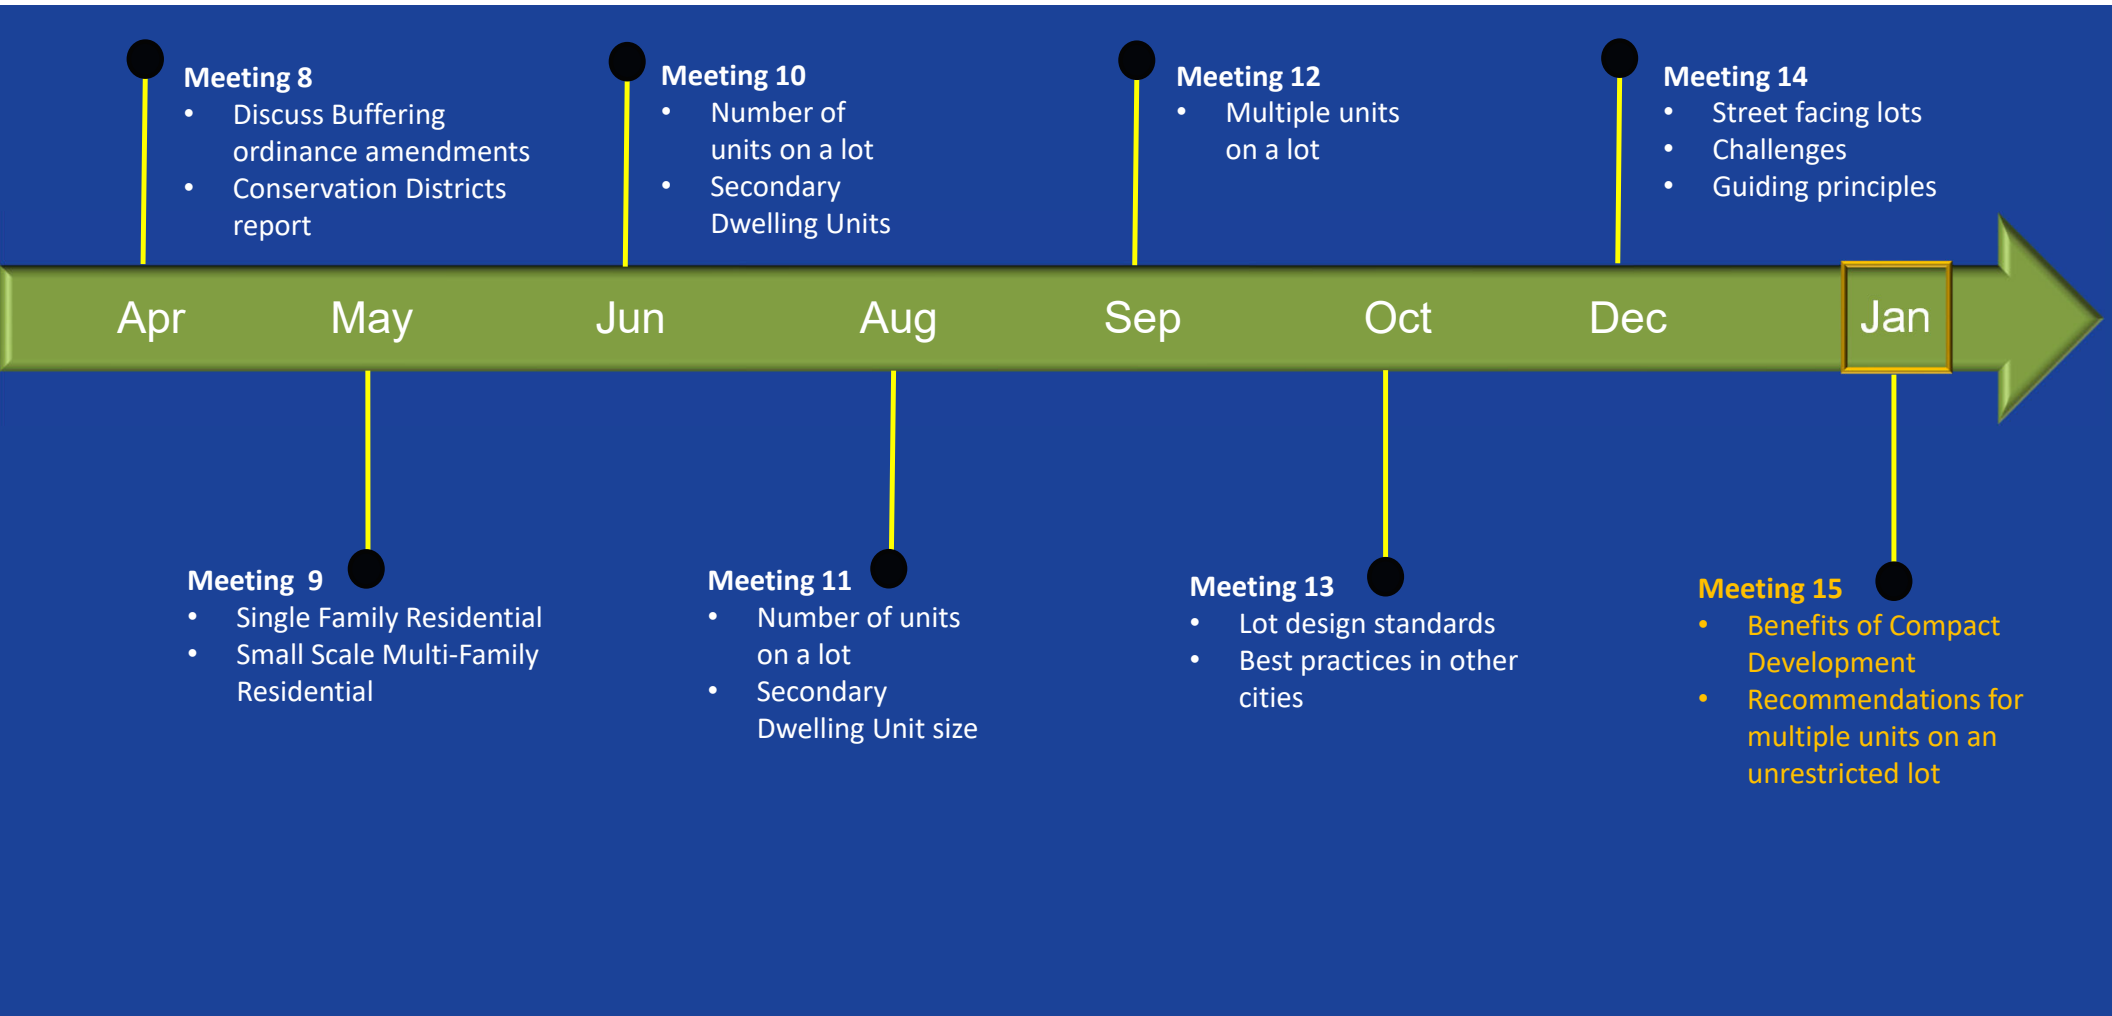 Meeting 8
• Discuss Buffering
ordinance amendments
• Conservation Districts
report
Meeting 10
• Number of
units on a lot
• Secondary
Dwelling Units
Meeting 12
• Multiple units
on a lot
Meeting 14
• Street facing lots
• Challenges
• Guiding principles
Apr May Jun Aug Sep Oct Dec Jan
Meeting 9
• Single Family Residential
• Small Scale Multi-Family
Residential
Meeting 11
• Number of units
on a lot
• Secondary
Dwelling Unit size
Meeting 13
• Lot design standards
• Best practices in other
cities
Meeting 15
• Benefits of Compact
Development
• Recommendations for
multiple units on an
unrestricted lot